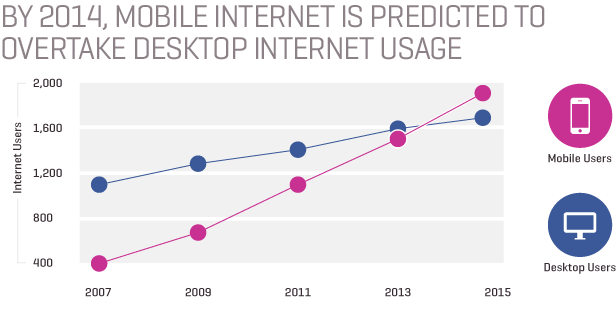 BY 2014, MOBILE INTERNET IS PREDICTED TO
OVERTAKE DESKTOP INTERNET USAGE
Internet Users
2,000
1,600
1,200
800
400
2007
2009
2011
2013
2015
Mobile Users
Desktop Users